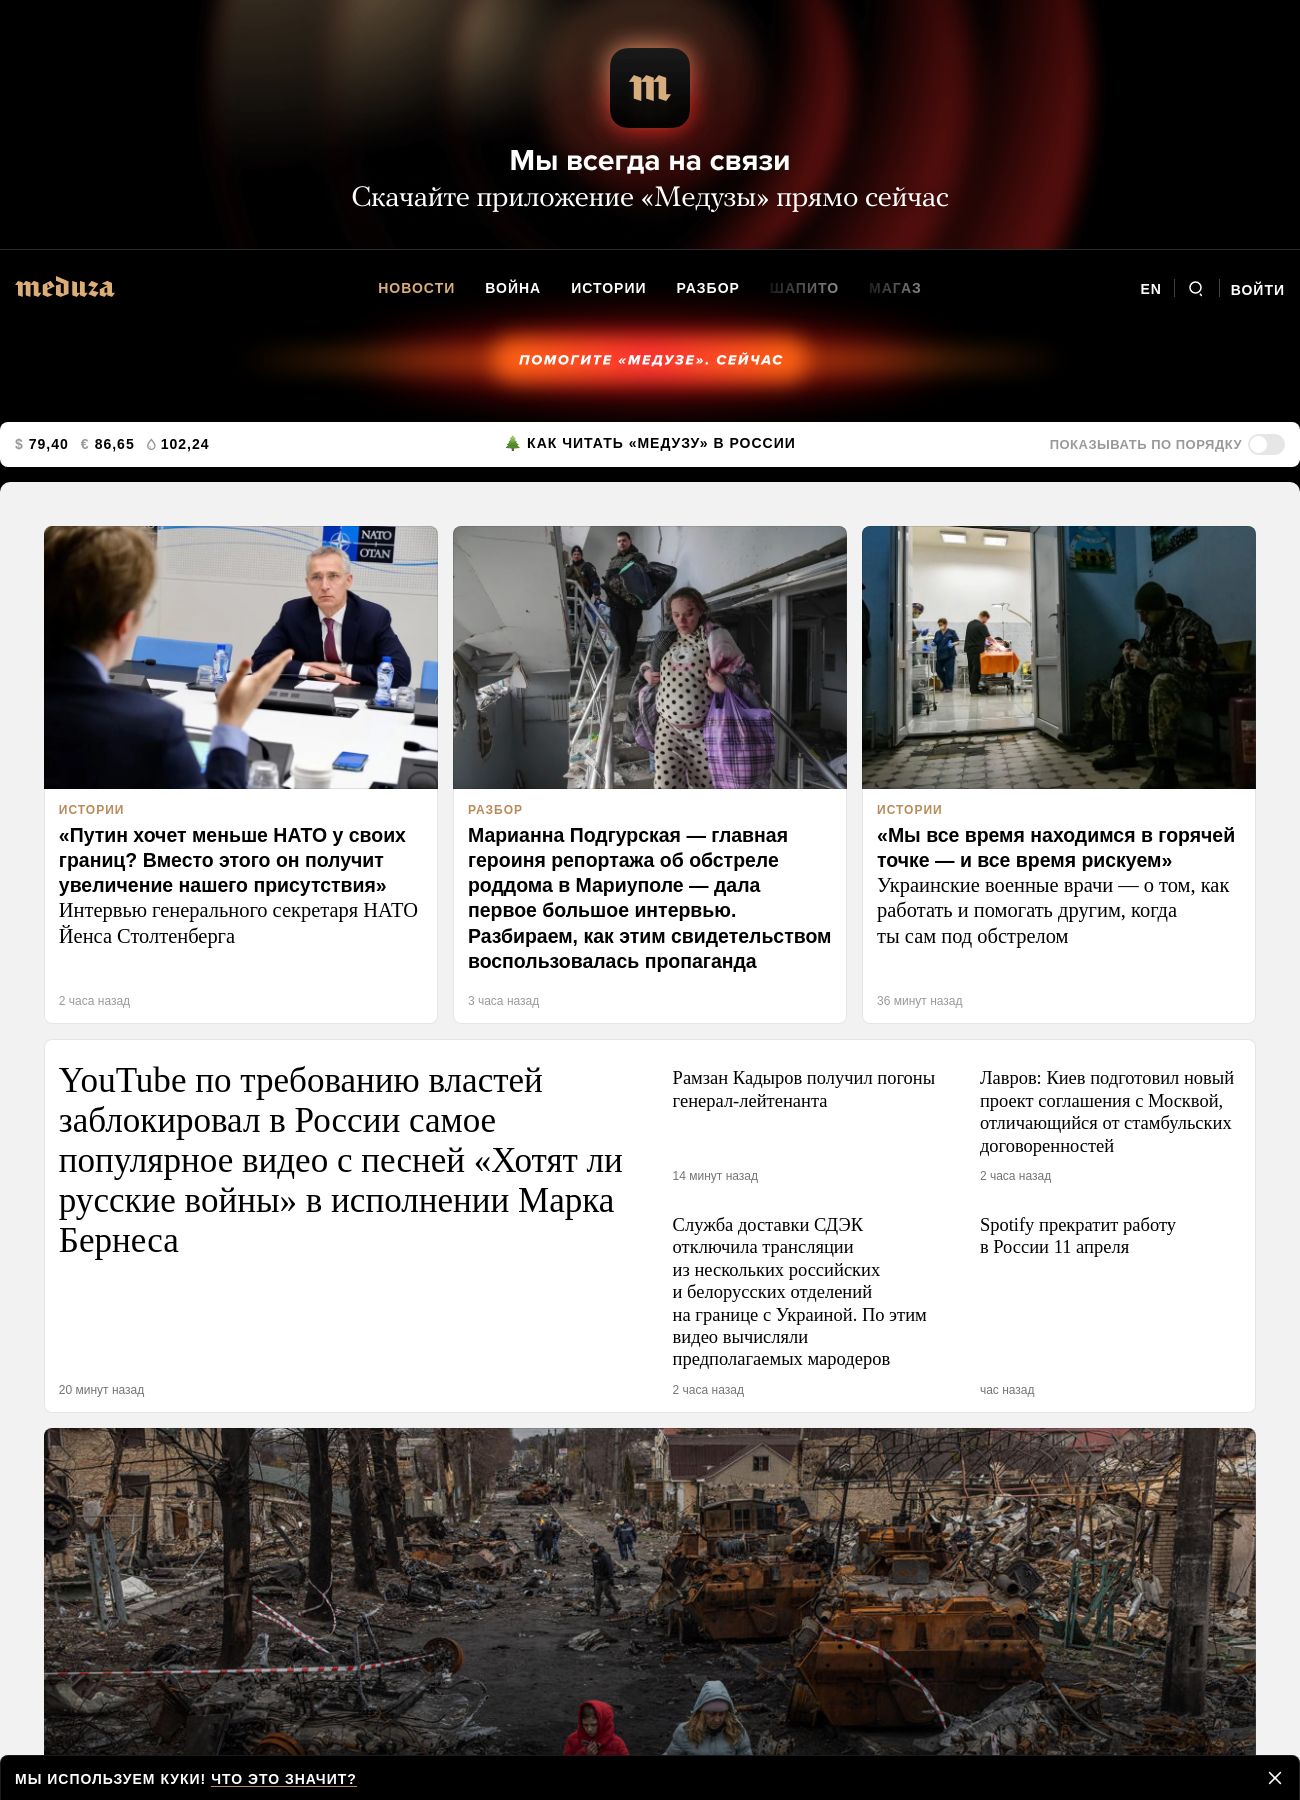 m
Мы всегда на связи
Скачайте приложение «Медузы» прямо сейчас
meduza
НОВОСТИ ВОЙНА ИСТОРИИ РАЗБОР ШАПИТО МАГАЗ
EN ВОЙТИ
ПОМОГИТЕ «МЕДУЗЕ». СЕЙЧАС
$ 79,40 € 86,65 102,24
КАК ЧИТАТЬ «МЕДУЗУ» В РОССИИ
ПОКАЗЫВАТЬ ПО ПОРЯДКУ
NATO
OTAN
ИСТОРИИ
«Путин хочет меньше НАТО у своих
границ? Вместо этого он получит
увеличение нашего присутствия»
Интервью генерального секретаря НАТО
Йенса Столтенберга
2 часа назад
РАЗБОР
Марианна Подгурская — главная
героиня репортажа об обстреле
роддома в Мариуполе — дала
первое большое интервью.
Разбираем, как этим свидетельством
воспользовалась пропаганда
3 часа назад
ИСТОРИИ
«Мы все время находимся в горячей
точке — и все время рискуем»
Украинские военные врачи — о том, как
работать и помогать другим, когда
ты сам под обстрелом
36 минут назад
YouTube по требованию властей
заблокировал в России самое
популярное видео с песней «Хотят ли
русские войны» в исполнении Марка
Бернеса
20 минут назад
Рамзан Кадыров получил погоны
генерал-лейтенанта
14 минут назад
Лавров: Киев подготовил новый
проект соглашения с Москвой,
отличающийся от стамбульских
договоренностей
2 часа назад
Служба доставки СДЭК
отключила трансляции
из нескольких российских
и белорусских отделений
на границе с Украиной. По этим
видео вычисляли
предполагаемых мародеров
2 часа назад
Spotify прекратит работу
в России 11 апреля
час назад
МЫ ИСПОЛЬЗУЕМ КУКИ! ЧТО ЭТО ЗНАЧИТ?